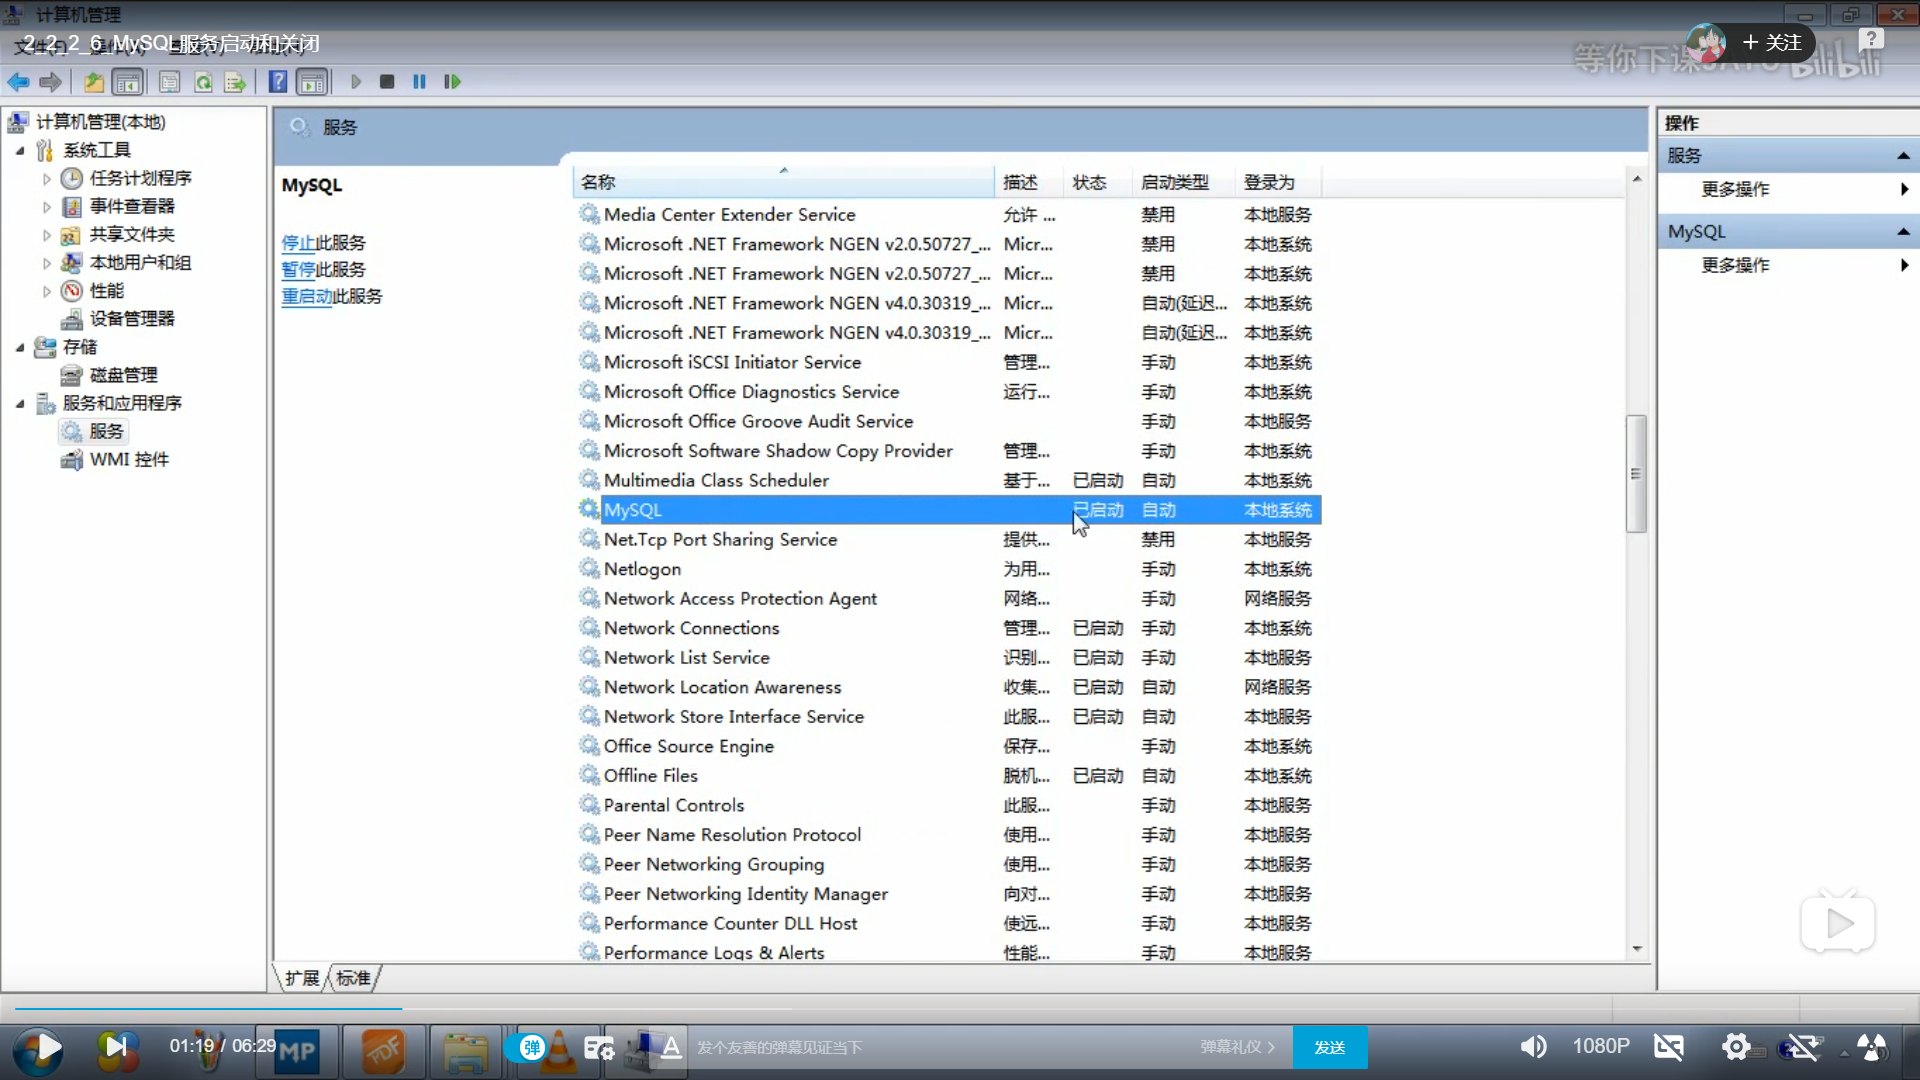 计算机管理
2_2_2_6_MySQL服务启动和关闭
+ 关注
等你下课
bilibili
计算机管理(本地)
系统工具
任务计划程序
事件查看器
共享文件夹
本地用户和组
性能
设备管理器
存储
磁盘管理
服务和应用程序
服务
WMI 控件
服务
MySQL
停止此服务
暂停此服务
重启动此服务
名称 描述 状态 启动类型 登录为
Media Center Extender Service 允许 ... 禁用 本地服务
Microsoft .NET Framework NGEN v2.0.50727_... Micr... 禁用 本地系统
Microsoft .NET Framework NGEN v2.0.50727_... Micr... 禁用 本地系统
Microsoft .NET Framework NGEN v4.0.30319_... Micr... 自动(延迟... 本地系统
Microsoft .NET Framework NGEN v4.0.30319_... Micr... 自动(延迟... 本地系统
Microsoft iSCSI Initiator Service 管理... 手动 本地系统
Microsoft Office Diagnostics Service 运行... 手动 本地系统
Microsoft Office Groove Audit Service 手动 本地服务
Microsoft Software Shadow Copy Provider 管理... 手动 本地系统
Multimedia Class Scheduler 基于... 已启动 自动 本地系统
MySQL 已启动 自动 本地系统
Net.Tcp Port Sharing Service 提供... 禁用 本地服务
Netlogon 为用... 手动 本地系统
Network Access Protection Agent 网络... 手动 网络服务
Network Connections 管理... 已启动 手动 本地系统
Network List Service 识别... 已启动 手动 本地服务
Network Location Awareness 收集... 已启动 自动 网络服务
Network Store Interface Service 此服... 已启动 自动 本地服务
Office Source Engine 保存... 手动 本地系统
Offline Files 脱机... 已启动 自动 本地系统
Parental Controls 此服... 手动 本地服务
Peer Name Resolution Protocol 使用... 手动 本地服务
Peer Networking Grouping 使用... 手动 本地服务
Peer Networking Identity Manager 向对... 手动 本地服务
Performance Counter DLL Host 使远... 手动 本地服务
Performance Logs & Alerts 性能... 手动 本地服务
操作
服务
更多操作
MySQL
更多操作
扩展 标准
01:19 / 06:29
MP
PDF
弹
A
发个友善的弹幕见证当下
弹幕礼仪
发送
1080P